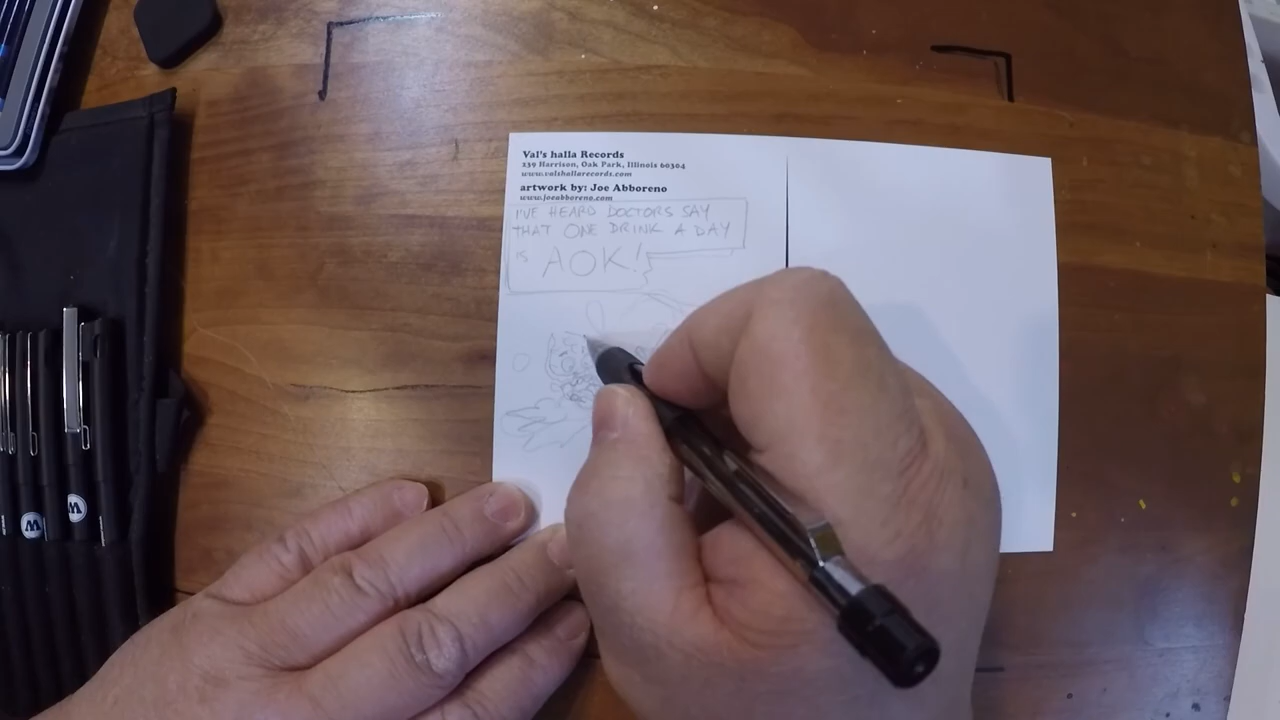 Val's halla Records
239 Harrison, Oak Park, Illinois 60304
www.valshallarecords.com
artwork by: Joe Abboreno
www.joeabboreno.com
I'VE HEARD DOCTORS SAY
THAT ONE DRINK A DAY
IS AOK!